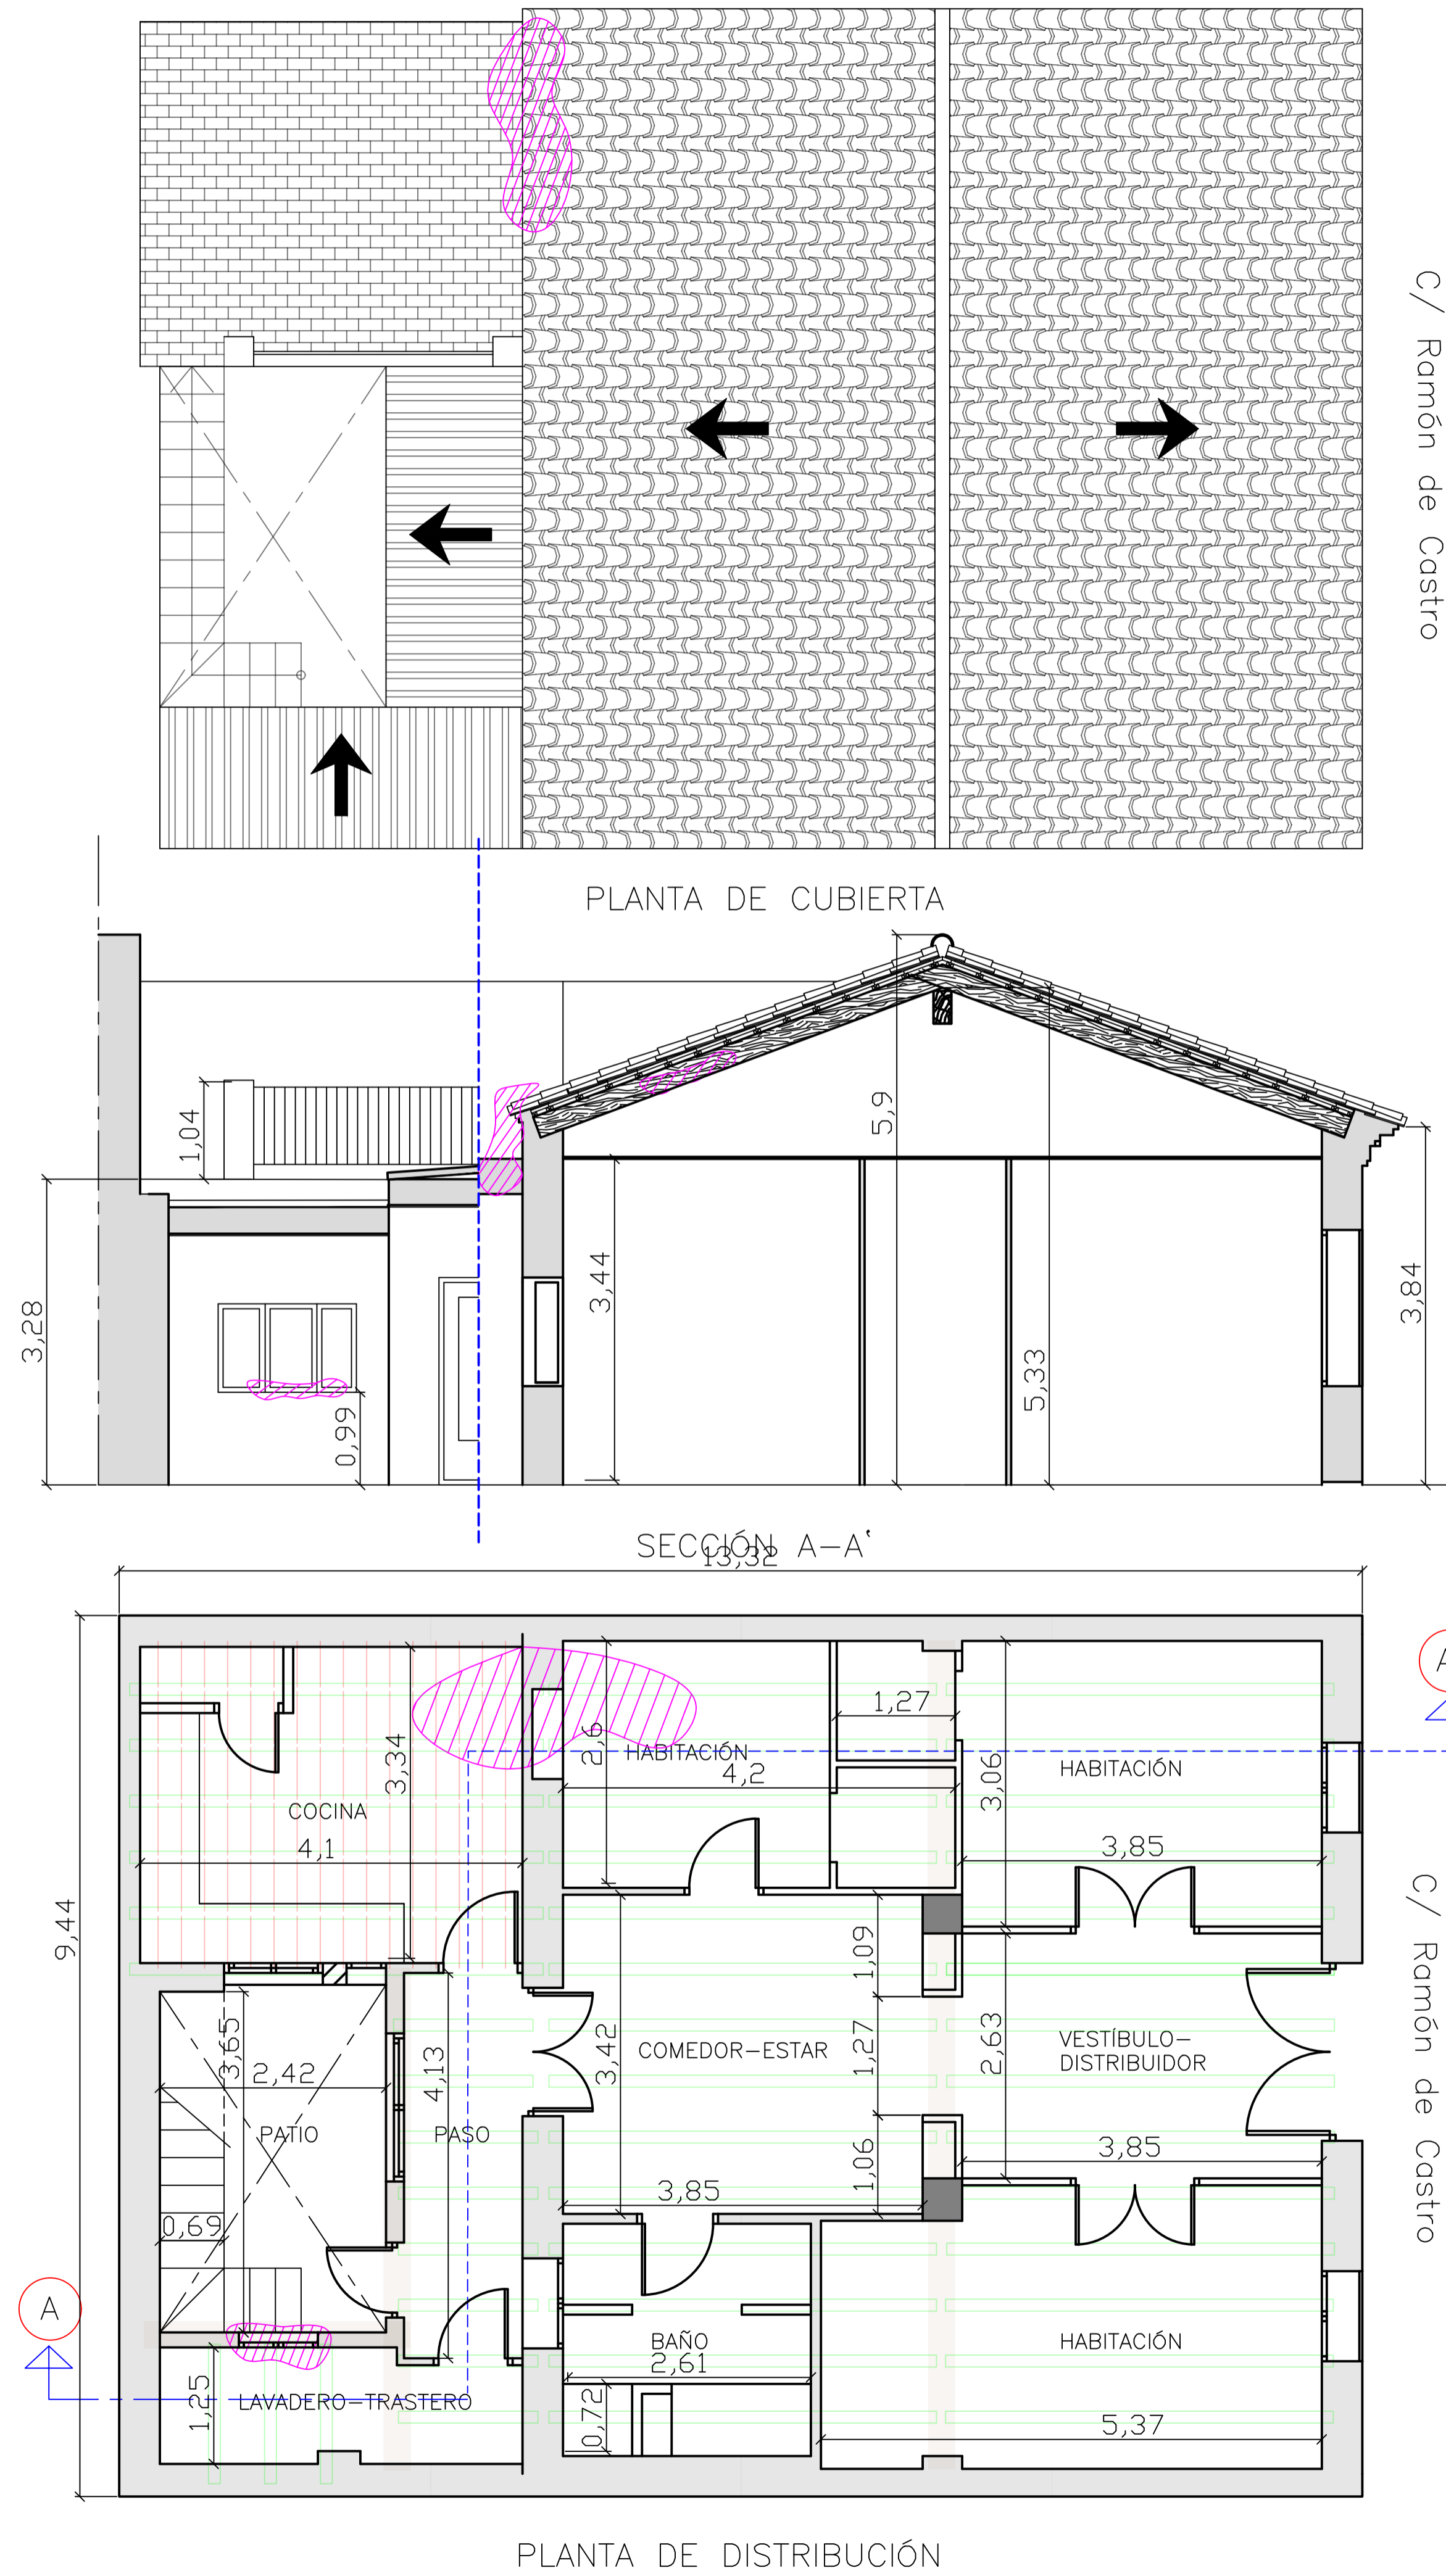 C/ Ramón de Castro
PLANTA DE CUBIERTA
1,04
5,9
3,28
3,44
3,84
5,33
0,99
SECCIÓN A-A'
13,32
A
1,27
2,6
HABITACIÓN
4,2
3,34
3,06
HABITACIÓN
COCINA
4,1
3,85
9,44
C/ Ramón de Castro
1,09
3,65
2,42
4,13
3,42
COMEDOR-ESTAR
1,27
2,63
VESTÍBULO-
DISTRIBUIDOR
PATIO
PASO
1,06
3,85
3,85
0,69
A
BAÑO
2,61
HABITACIÓN
1,25
LAVADERO-TRASTERO
0,72
5,37
PLANTA DE DISTRIBUCIÓN